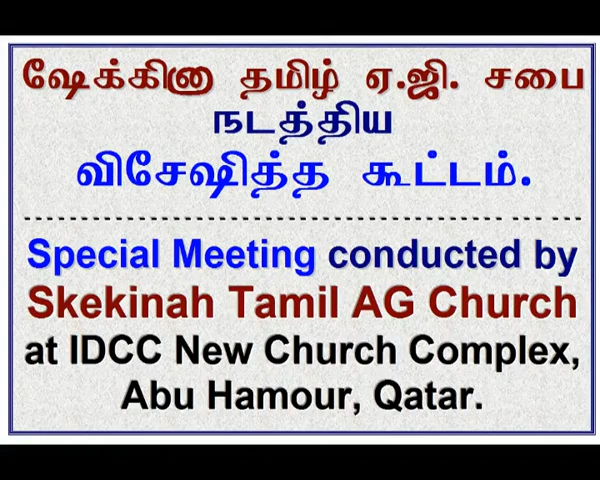 ஷேக்கினா தமிழ் ஏ.ஜி. சபை
நடத்திய
விசேஷித்த கூட்டம்.
Special Meeting conducted by
Skekinah Tamil AG Church
at IDCC New Church Complex,
Abu Hamour, Qatar.